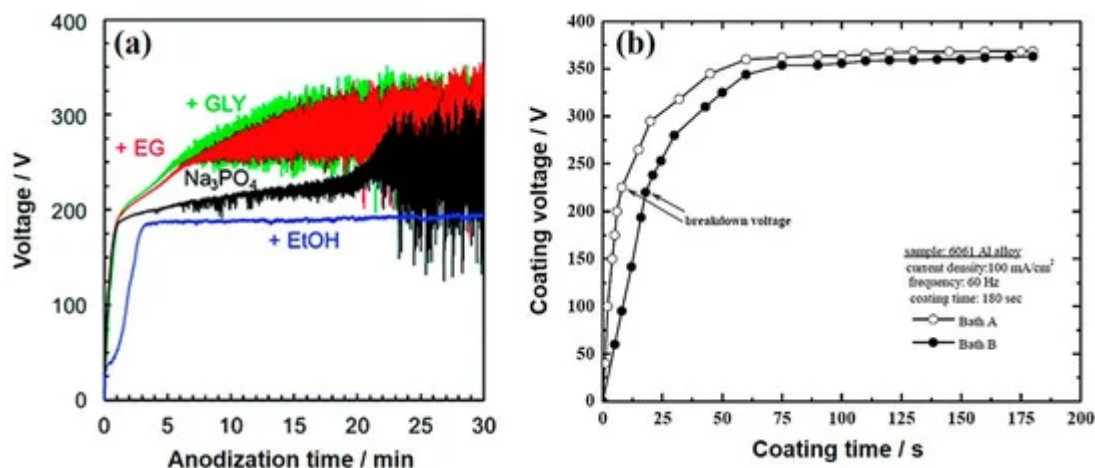 (a)
Voltage / V
400
300
200
100
0
+ GLY
+ EG
Na₃PO₄
+ EtOH
0 5 10 15 20 25 30
Anodization time / min
(b)
Coating voltage / V
400
350
300
250
200
150
100
50
0
breakdown voltage
sample: 6061 Al alloy
current density:100 mA/cm²
frequency: 60 Hz
coating time: 180 sec
Bath A
Bath B
0 25 50 75 100 125 150 175 200
Coating time / s